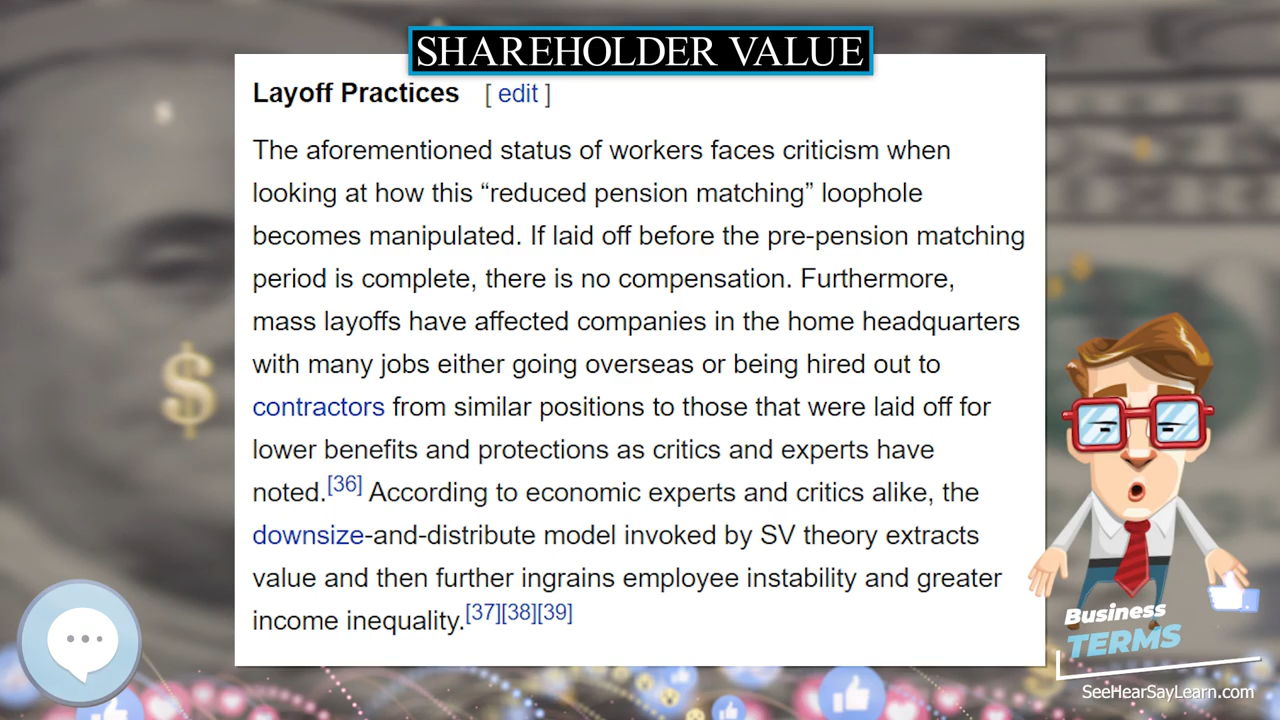 SHAREHOLDER VALUE
Layoff Practices [ edit ]
The aforementioned status of workers faces criticism when
looking at how this “reduced pension matching” loophole
becomes manipulated. If laid off before the pre-pension matching
period is complete, there is no compensation. Furthermore,
mass layoffs have affected companies in the home headquarters
with many jobs either going overseas or being hired out to
contractors from similar positions to those that were laid off for
lower benefits and protections as critics and experts have
noted.[36] According to economic experts and critics alike, the
downsize-and-distribute model invoked by SV theory extracts
value and then further ingrains employee instability and greater
income inequality.[37][38][39]
$
Business
TERMS
SeeHearSayLearn.com